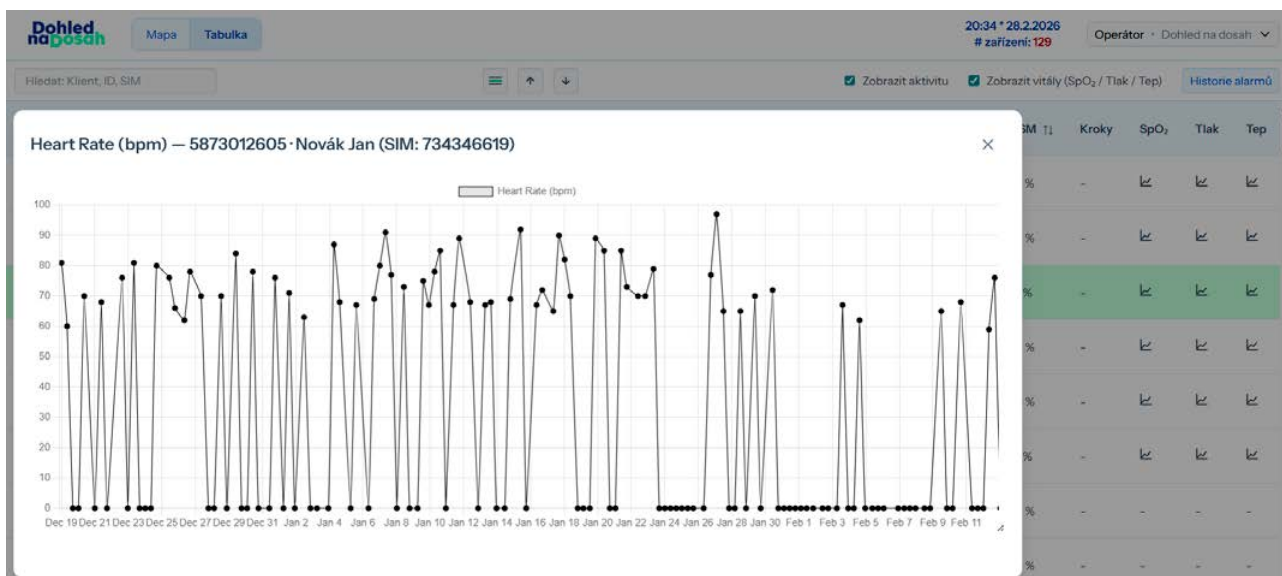 Dohled
naDosah
Mapa
Tabulka
20:34 * 28.2.2026
# zařízení: 129
Operátor • Dohled na dosah
Hledat: Klient, ID, SIM
Zobrazit aktivitu
Zobrazit vitály (SpO₂ / Tlak / Tep)
Historie alarmů
SM ↑↓ Kroky SpO₂ Tlak Tep
Heart Rate (bpm) — 5873012605 · Novák Jan (SIM: 734346619)
Heart Rate (bpm)
100
90
80
70
60
50
40
30
20
10
0
Dec 19 Dec 21 Dec 23 Dec 25 Dec 27 Dec 29 Dec 31 Jan 2 Jan 4 Jan 6 Jan 8 Jan 10 Jan 12 Jan 14 Jan 16 Jan 18 Jan 20 Jan 22 Jan 24 Jan 26 Jan 28 Jan 30 Feb 1 Feb 3 Feb 5 Feb 7 Feb 9 Feb 11
% -
% -
% -
% -
% -
% -
% - - - -
% - - - -